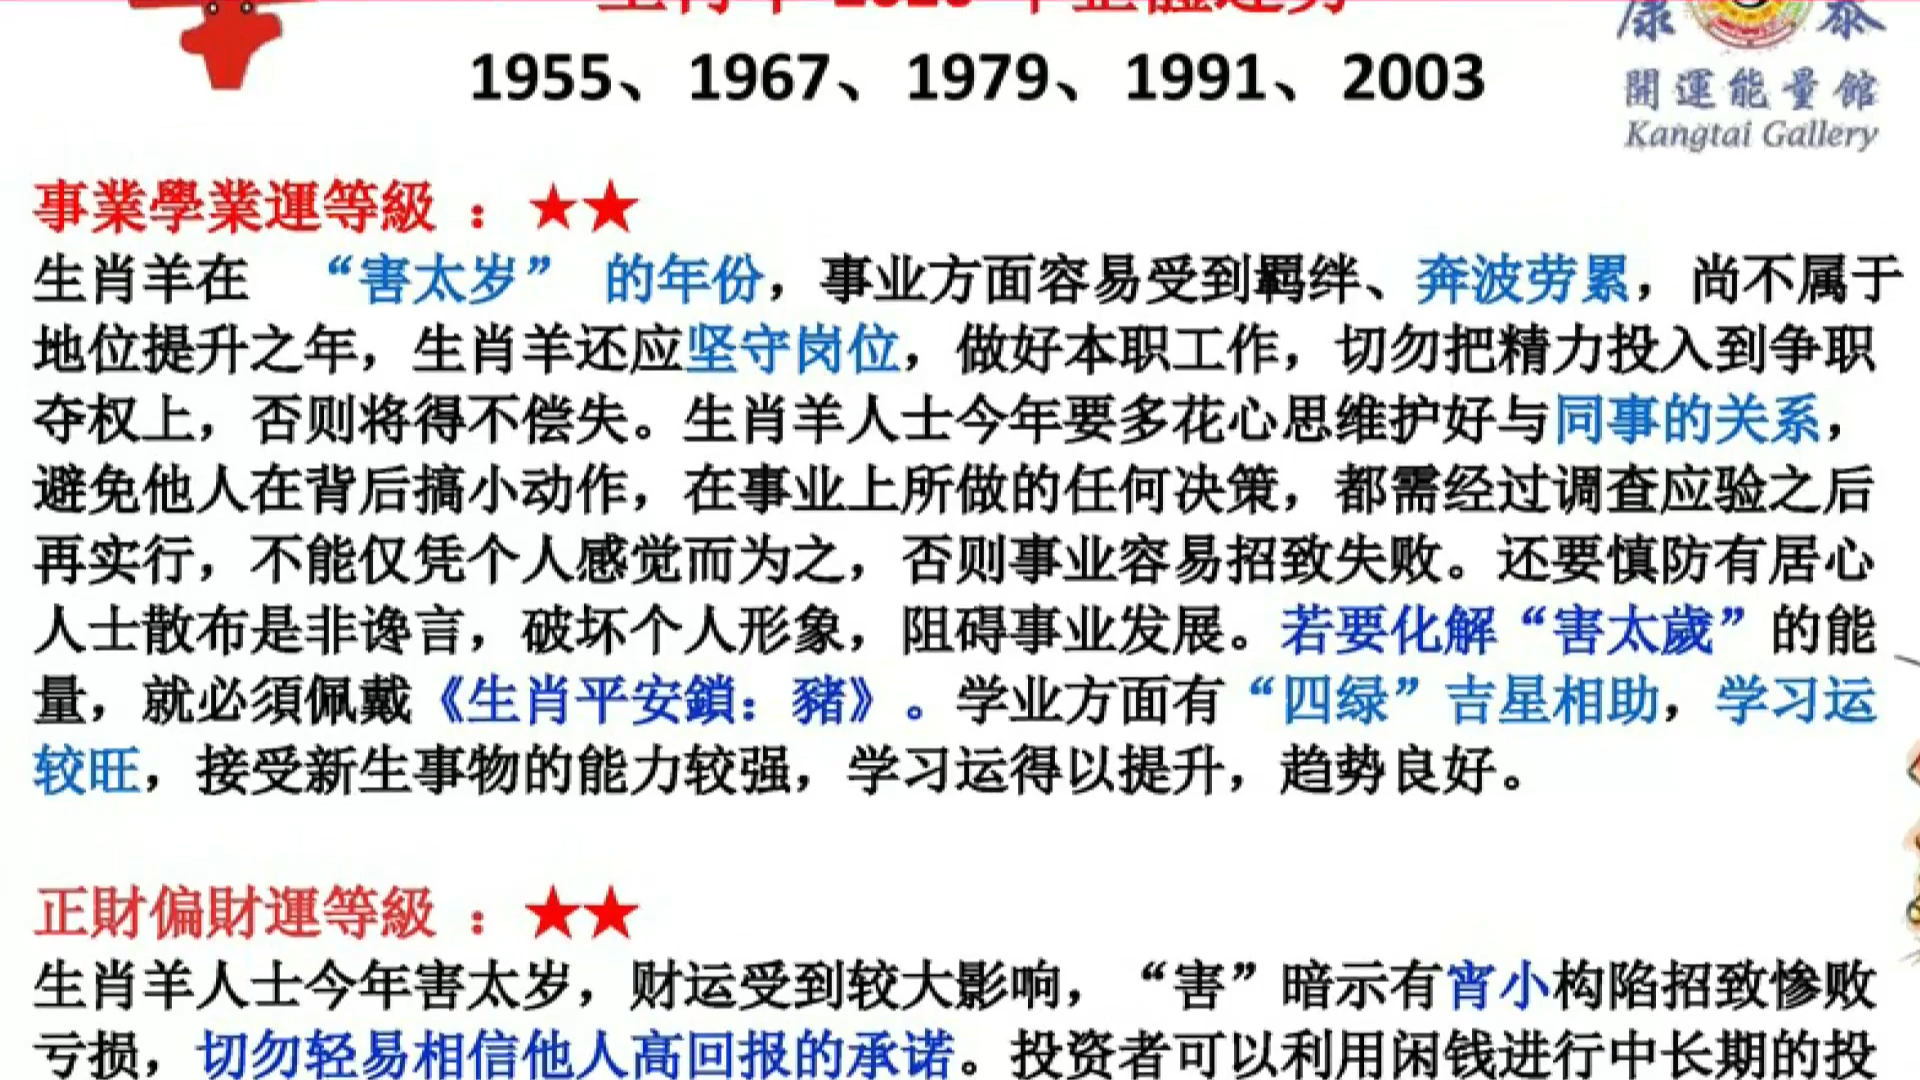 1955、1967、1979、1991、2003
康 泰
開運能量館
Kangtai Gallery
事業學業運等級 ：★★
生肖羊在 “害太岁” 的年份，事业方面容易受到羁绊、奔波劳累，尚不属于
地位提升之年，生肖羊还应坚守岗位，做好本职工作，切勿把精力投入到争职
夺权上，否则将得不偿失。生肖羊人士今年要多花心思维护好与同事的关系，
避免他人在背后搞小动作，在事业上所做的任何决策，都需经过调查应验之后
再实行，不能仅凭个人感觉而为之，否则事业容易招致失败。还要慎防有居心
人士散布是非谗言，破坏个人形象，阻碍事业发展。若要化解“害太歲”的能
量，就必須佩戴《生肖平安鎖：豬》。学业方面有“四绿”吉星相助，学习运
较旺，接受新生事物的能力较强，学习运得以提升，趋势良好。
正財偏財運等級 ：★★
生肖羊人士今年害太岁，财运受到较大影响，“害”暗示有宵小构陷招致惨败
亏损，切勿轻易相信他人高回报的承诺。投资者可以利用闲钱进行中长期的投